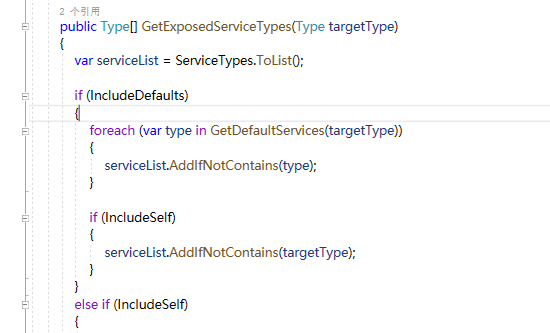 2 个引用
public Type[] GetExposedServiceTypes(Type targetType)
{
var serviceList = ServiceTypes.ToList();
if (IncludeDefaults)
{
foreach (var type in GetDefaultServices(targetType))
{
serviceList.AddIfNotContains(type);
}
if (IncludeSelf)
{
serviceList.AddIfNotContains(targetType);
}
}
else if (IncludeSelf)
{